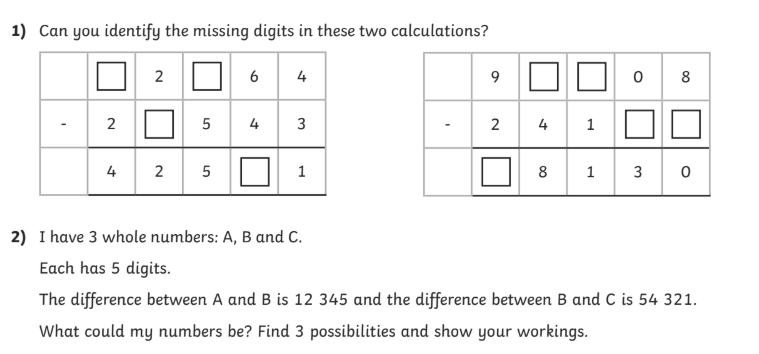 1) Can you identify the missing digits in these two calculations?
□ 2 □ 6 4
- 2 □ 5 4 3
4 2 5 □ 1
9 □ □ 0 8
- 2 4 1 □ □
□ 8 1 3 0
2) I have 3 whole numbers: A, B and C.
Each has 5 digits.
The difference between A and B is 12 345 and the difference between B and C is 54 321.
What could my numbers be? Find 3 possibilities and show your workings.